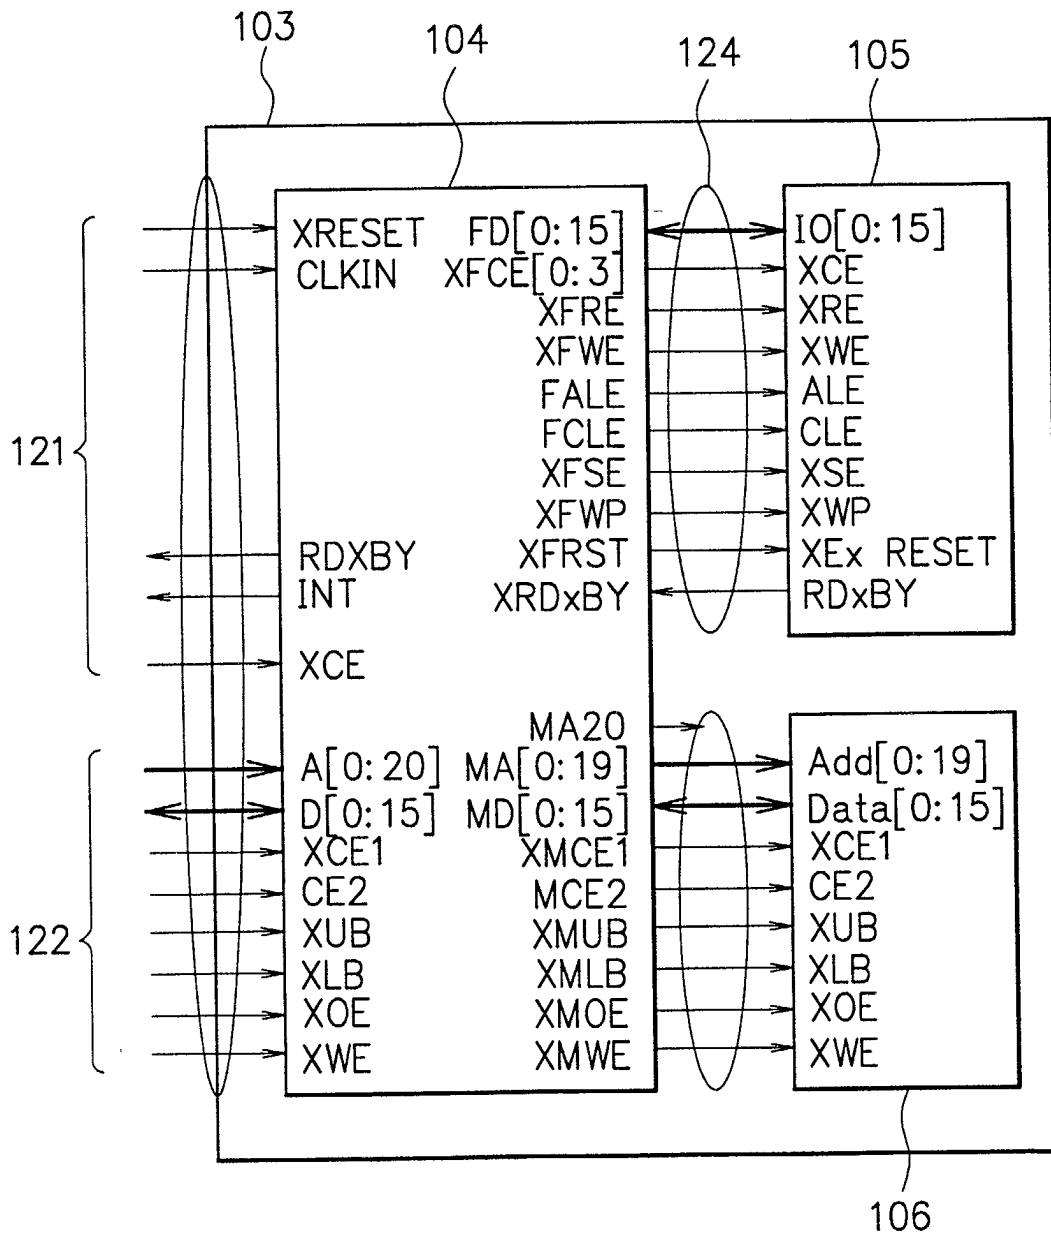 103
104
124
105
XRESET FD[0:15] IO[0:15]
CLKIN XFCE[0:3] XCE
XFRE XRE
XFWE XWE
FALE ALE
121 FCLE CLE
XFSE XSE
XFWP XWP
RDXBY XFRST XEx RESET
INT XRDxBY RDxBY
XCE
MA20
A[0:20] MA[0:19] Add[0:19]
D[0:15] MD[0:15] Data[0:15]
XCE1 XMCE1 XCE1
CE2 MCE2 CE2
122 XUB XMUB XUB
XLB XMLB XLB
XOE XMOE XOE
XWE XMWE XWE
106